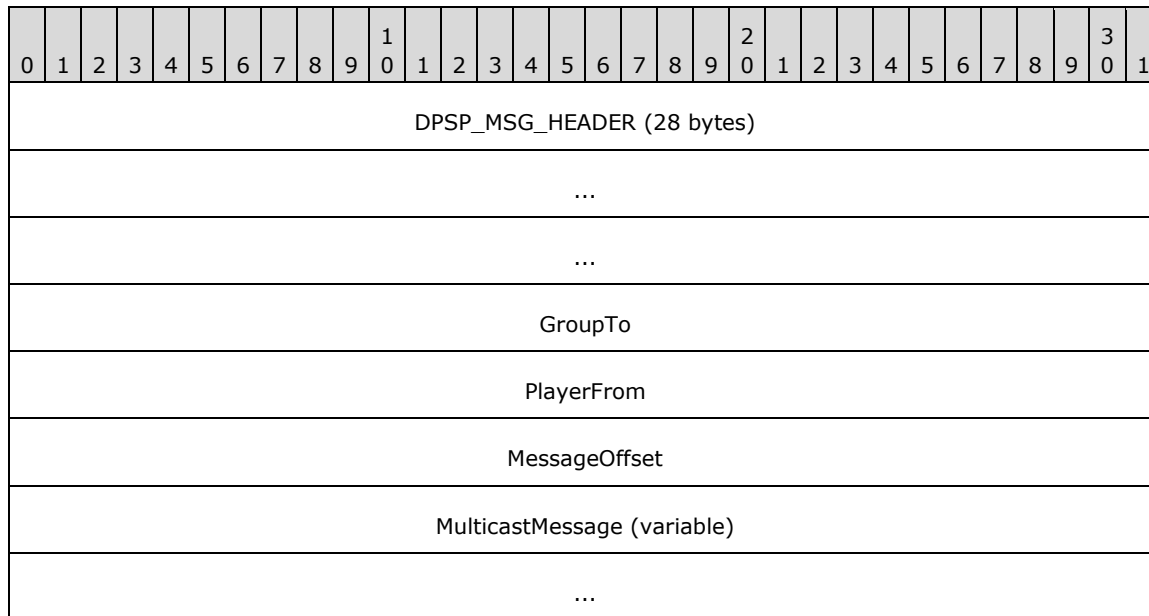 1 2 3
0 1 2 3 4 5 6 7 8 9 0 1 2 3 4 5 6 7 8 9 0 1 2 3 4 5 6 7 8 9 0 1
DPSP_MSG_HEADER (28 bytes)
...
...
GroupTo
PlayerFrom
MessageOffset
MulticastMessage (variable)
...